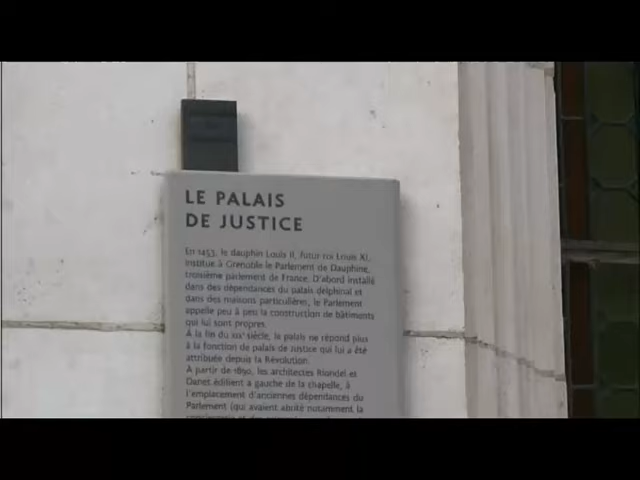 LE PALAIS
DE JUSTICE
En 1453, le dauphin Louis II, futur roi Louis XI,
institue à Grenoble le Parlement de Dauphiné,
troisième parlement de France. D'abord installé
dans des dépendances du palais delphinal et
dans des maisons particulières, le Parlement
appelle peu à peu la construction de bâtiments
qui lui sont propres.
À la fin du XIXe siècle, le palais ne répond plus
à la fonction de palais de justice qui lui a été
attribuée depuis la Révolution.
À partir de 1890, les architectes Riondel et
Danet édifient à gauche de la chapelle, à
l'emplacement d'anciennes dépendances du
Parlement (qui avaient abrité notamment la